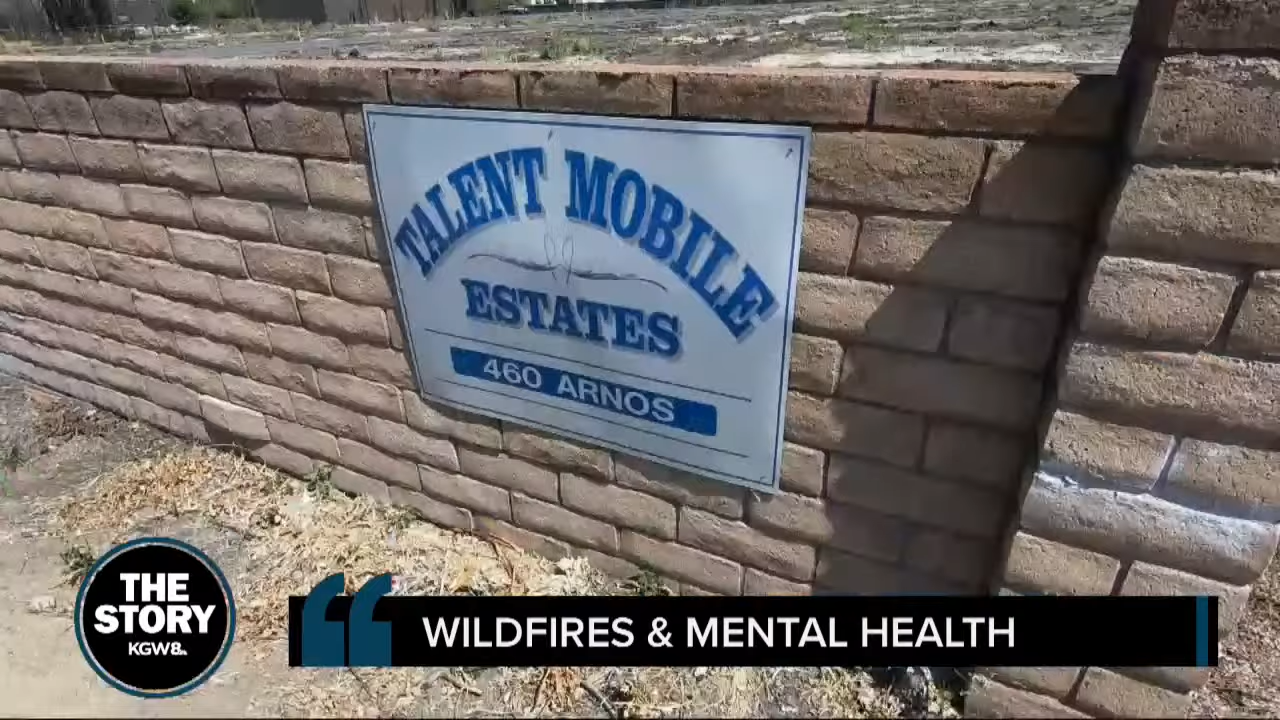 TALENT MOBILE
ESTATES
460 ARNOS
THE
STORY
KGW8
WILDFIRES & MENTAL HEALTH